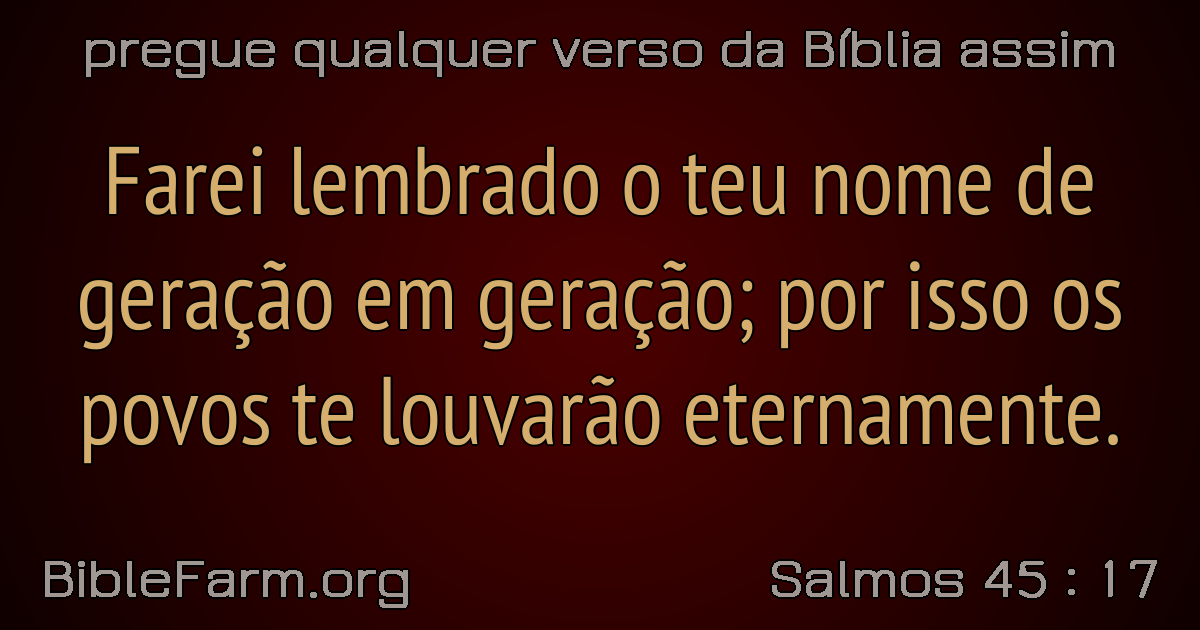 pregue qualquer verso da Bíblia assim
Farei lembrado o teu nome de
geração em geração; por isso os
povos te louvarão eternamente.
BibleFarm.org
Salmos 45 : 17